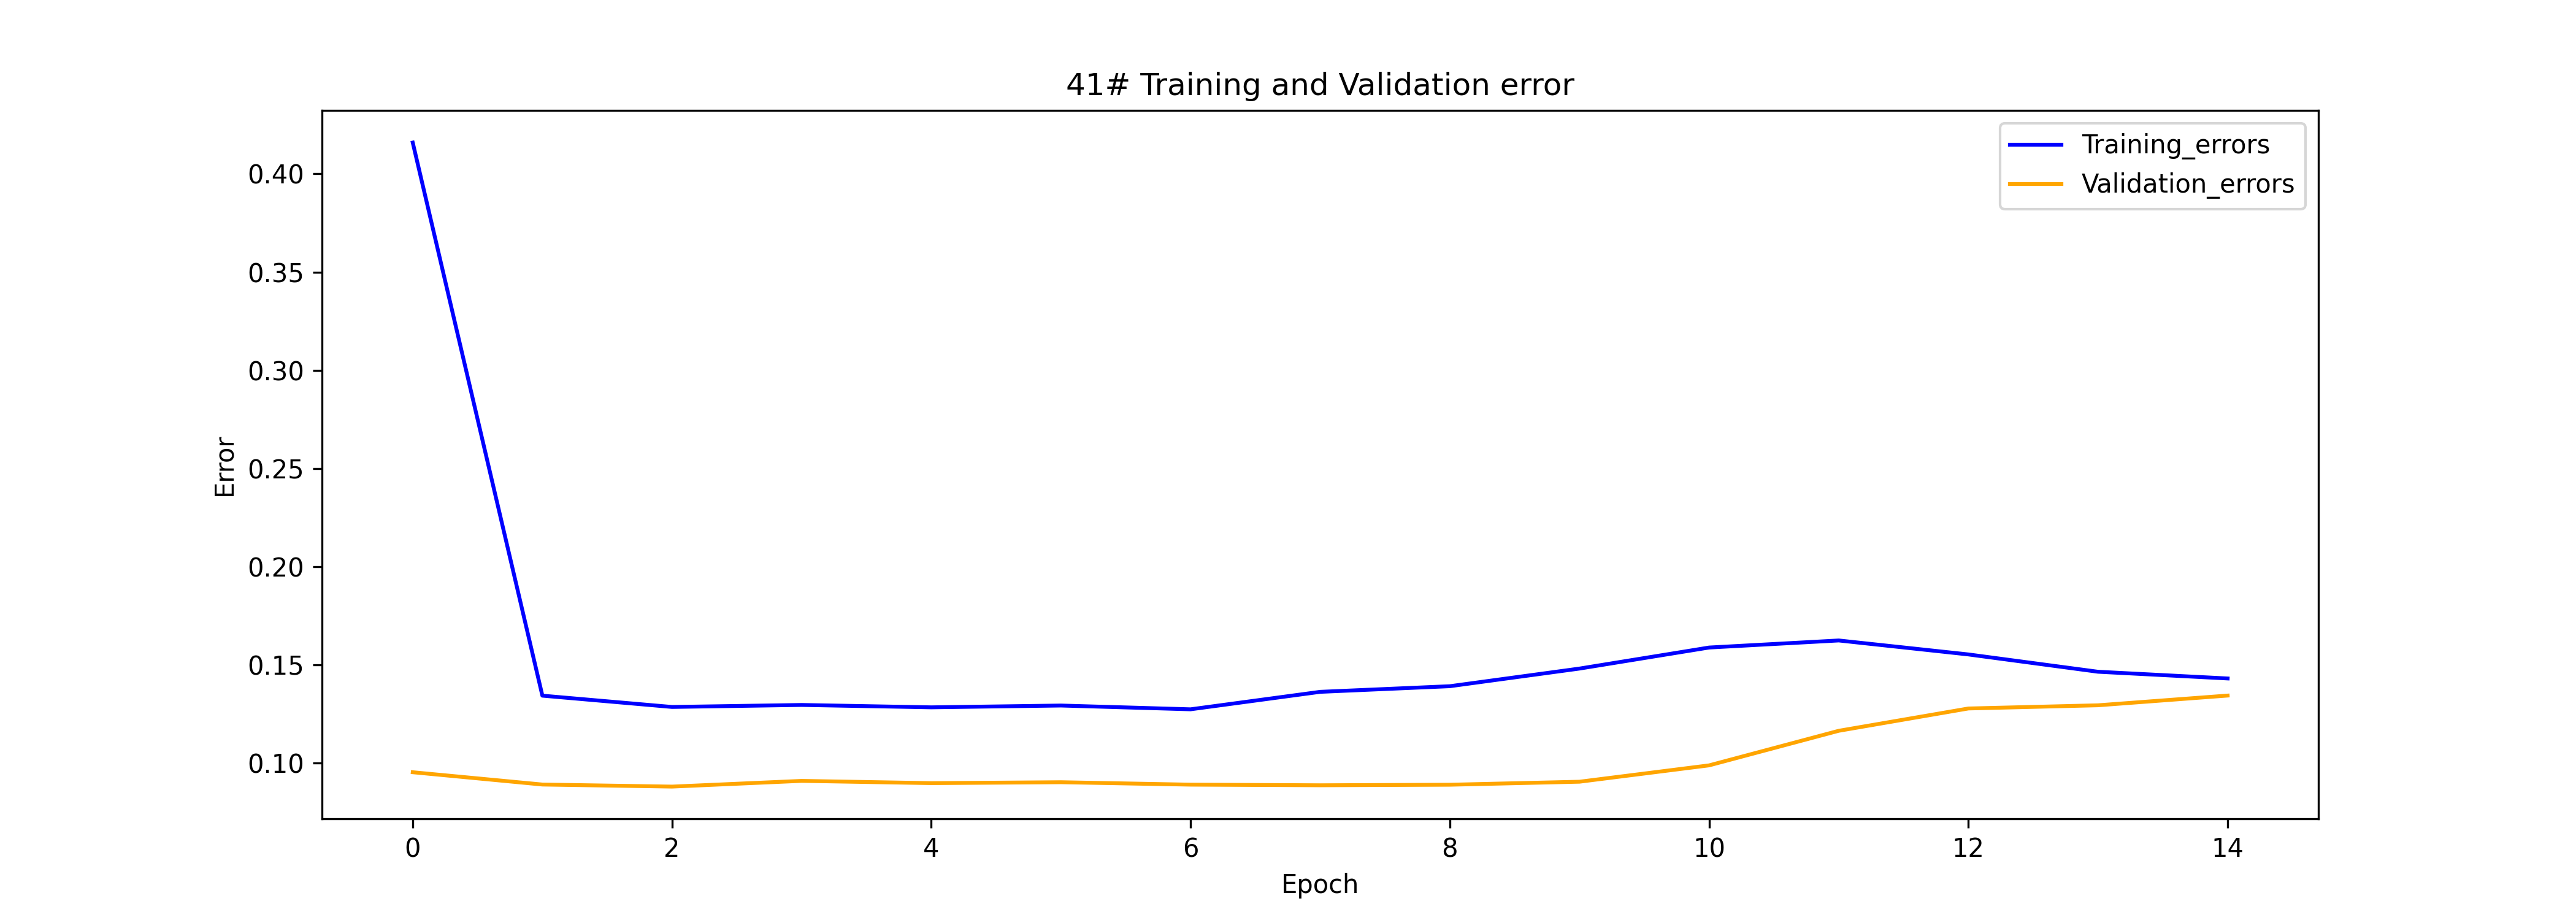 41# Training and Validation error
Training_errors
Validation_errors
0.40
0.35
0.30
0.25
0.20
0.15
0.10
Error
0 2 4 6 8 10 12 14
Epoch